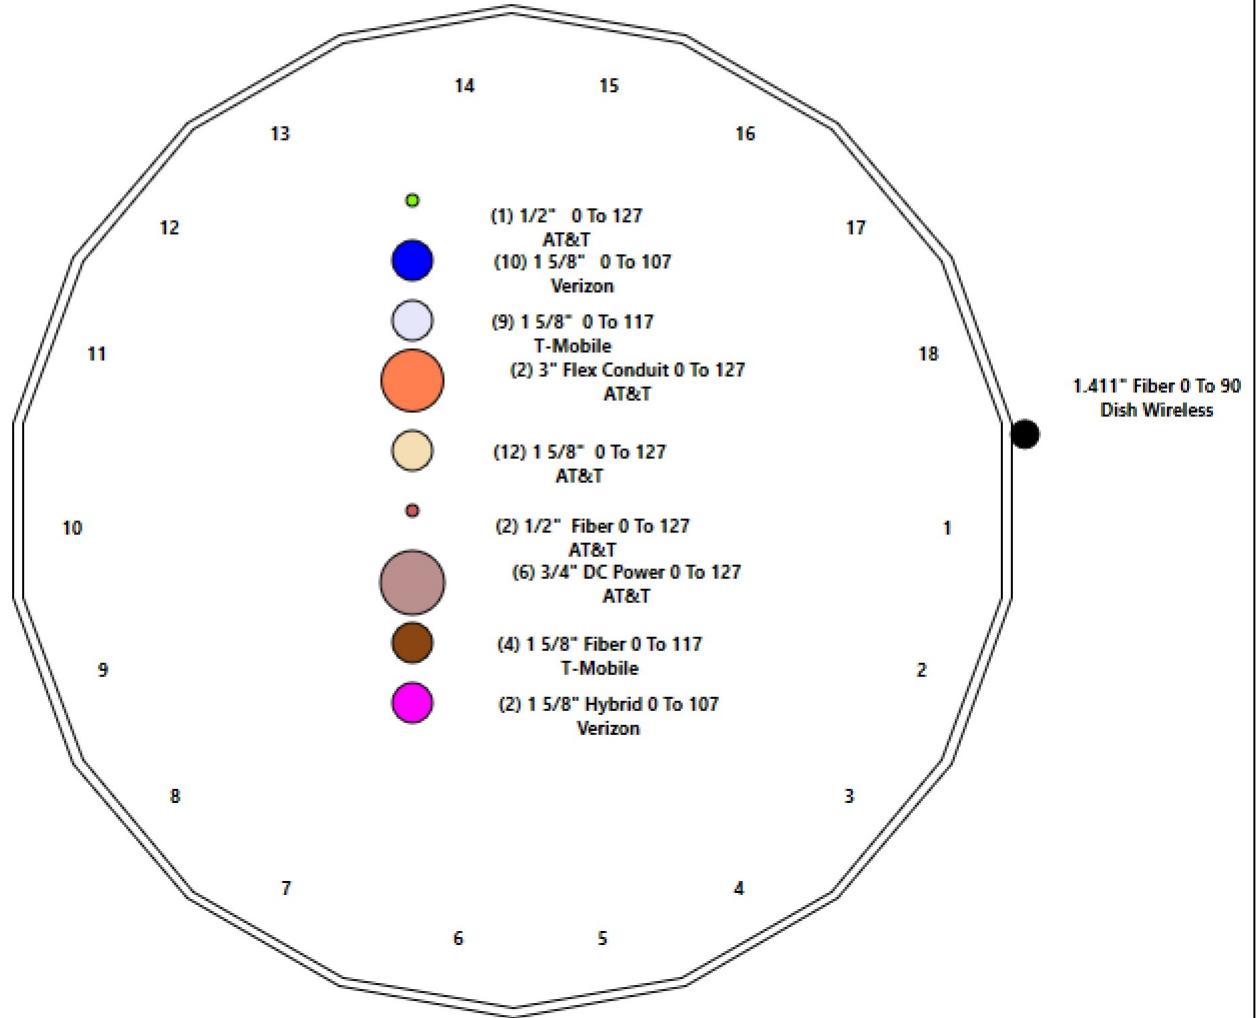 14
15
13
16
12
17
(1) 1/2" 0 To 127
AT&T
(10) 1 5/8" 0 To 107
Verizon
(9) 1 5/8" 0 To 117
T-Mobile
11
18
(2) 3" Flex Conduit 0 To 127
AT&T
1.411" Fiber 0 To 90
Dish Wireless
(12) 1 5/8" 0 To 127
AT&T
10
1
(2) 1/2" Fiber 0 To 127
AT&T
(6) 3/4" DC Power 0 To 127
AT&T
(4) 1 5/8" Fiber 0 To 117
T-Mobile
9
2
(2) 1 5/8" Hybrid 0 To 107
Verizon
8
3
7
4
6
5